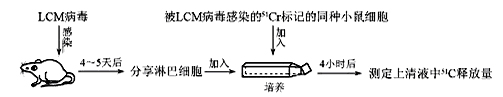 LCM病毒
被LCM病毒感染的⁵¹Cr标记的同种小鼠细胞
感染
加入
4～5天后
分享淋巴细胞
加入
培养
4小时后
测定上清液中⁵¹C释放量